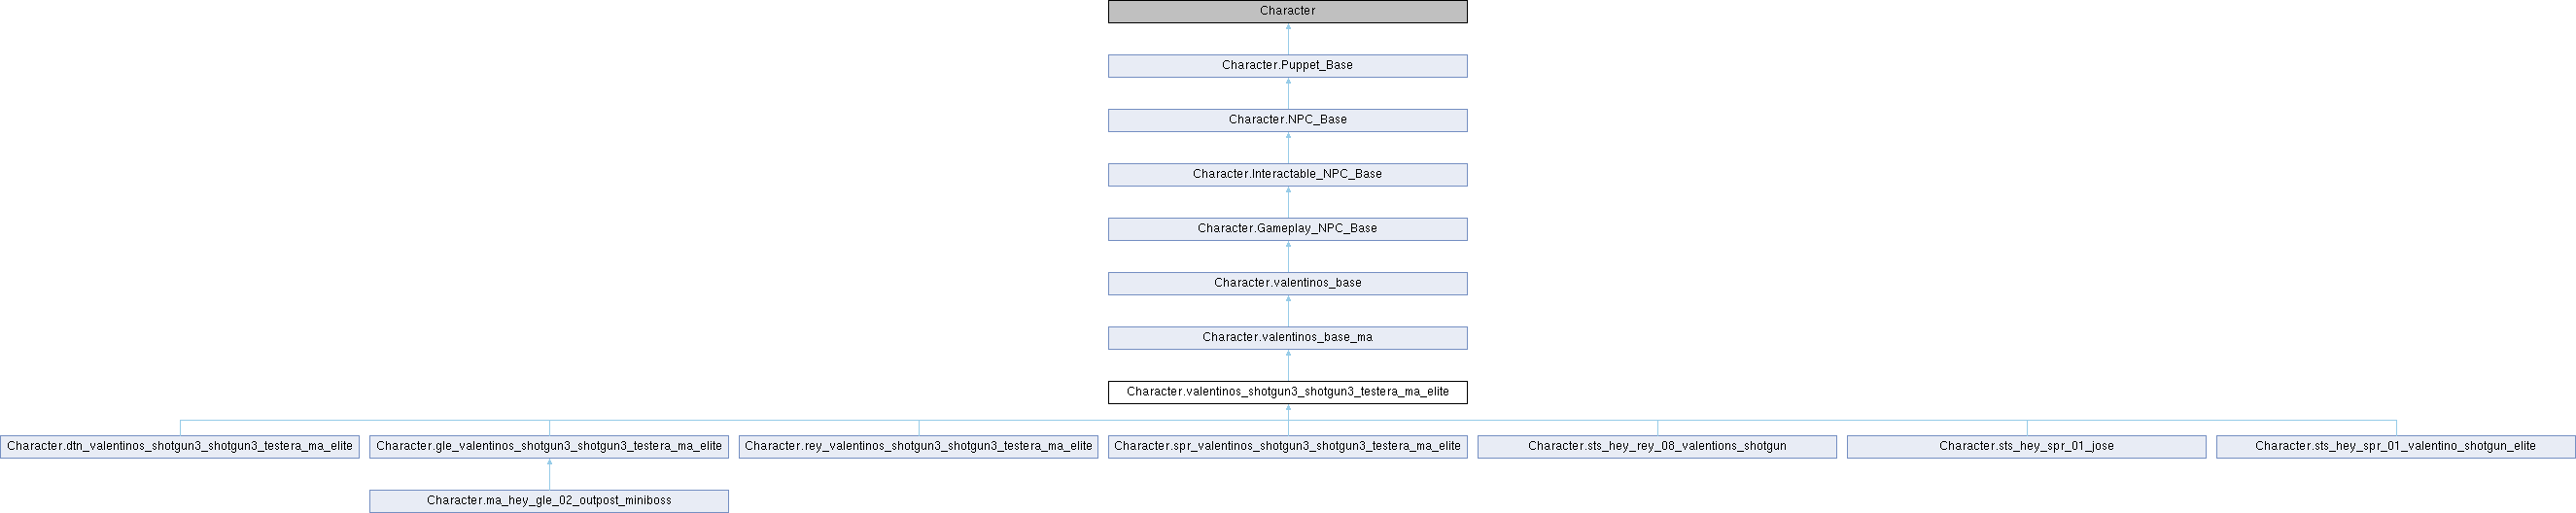 Character
Character.Puppet_Base
Character.NPC_Base
Character.Interactable_NPC_Base
Character.Gameplay_NPC_Base
Character.valentinos_base
Character.valentinos_base_ma
Character.valentinos_shotgun3_shotgun3_testera_ma_elite
Character.dtn_valentinos_shotgun3_shotgun3_testera_ma_elite
Character.gle_valentinos_shotgun3_shotgun3_testera_ma_elite
Character.rey_valentinos_shotgun3_shotgun3_testera_ma_elite
Character.spr_valentinos_shotgun3_shotgun3_testera_ma_elite
Character.sts_hey_rey_08_valentions_shotgun
Character.sts_hey_spr_01_jose
Character.sts_hey_spr_01_valentino_shotgun_elite
Character.ma_hey_gle_02_outpost_miniboss